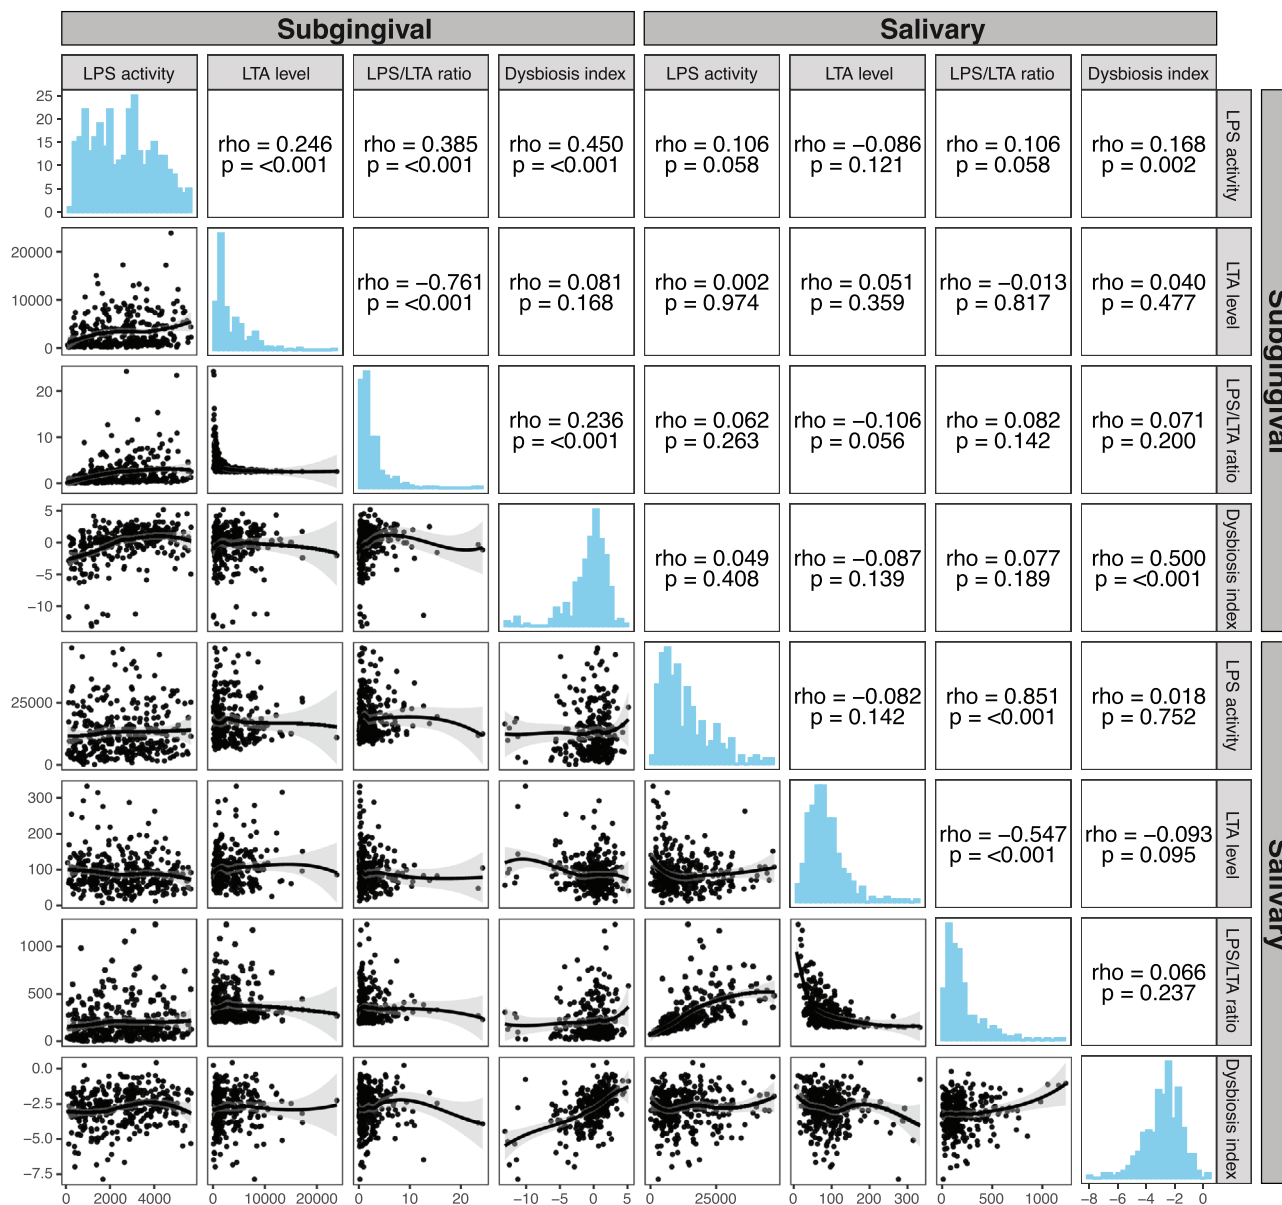 Subgingival
Salivary
LPS activity
LTA level
LPS/LTA ratio
Dysbiosis index
LPS activity
LTA level
LPS/LTA ratio
Dysbiosis index
25
20
15
10
5
0
rho = 0.246
p = <0.001
rho = 0.385
p = <0.001
rho = 0.450
p = <0.001
rho = 0.106
p = 0.058
rho = −0.086
p = 0.121
rho = 0.106
p = 0.058
rho = 0.168
p = 0.002
LPS activity
Subgingival
20000
10000
0
rho = −0.761
p = <0.001
rho = 0.081
p = 0.168
rho = 0.002
p = 0.974
rho = 0.051
p = 0.359
rho = −0.013
p = 0.817
rho = 0.040
p = 0.477
LTA level
20
10
0
rho = 0.236
p = <0.001
rho = 0.062
p = 0.263
rho = −0.106
p = 0.056
rho = 0.082
p = 0.142
rho = 0.071
p = 0.200
LPS/LTA ratio
5
0
−5
−10
rho = 0.049
p = 0.408
rho = −0.087
p = 0.139
rho = 0.077
p = 0.189
rho = 0.500
p = <0.001
Dysbiosis index
25000
0
rho = −0.082
p = 0.142
rho = 0.851
p = <0.001
rho = 0.018
p = 0.752
LPS activity
Salivary
300
200
100
0
rho = −0.547
p = <0.001
rho = −0.093
p = 0.095
LTA level
1000
500
0
rho = 0.066
p = 0.237
LPS/LTA ratio
0.0
−2.5
−5.0
−7.5
Dysbiosis index
0 2000 4000
0 10000 20000
0 10 20
−10 −5 0 5
0 25000
0 100 200 300
0 500 1000
−8 −6 −4 −2 0